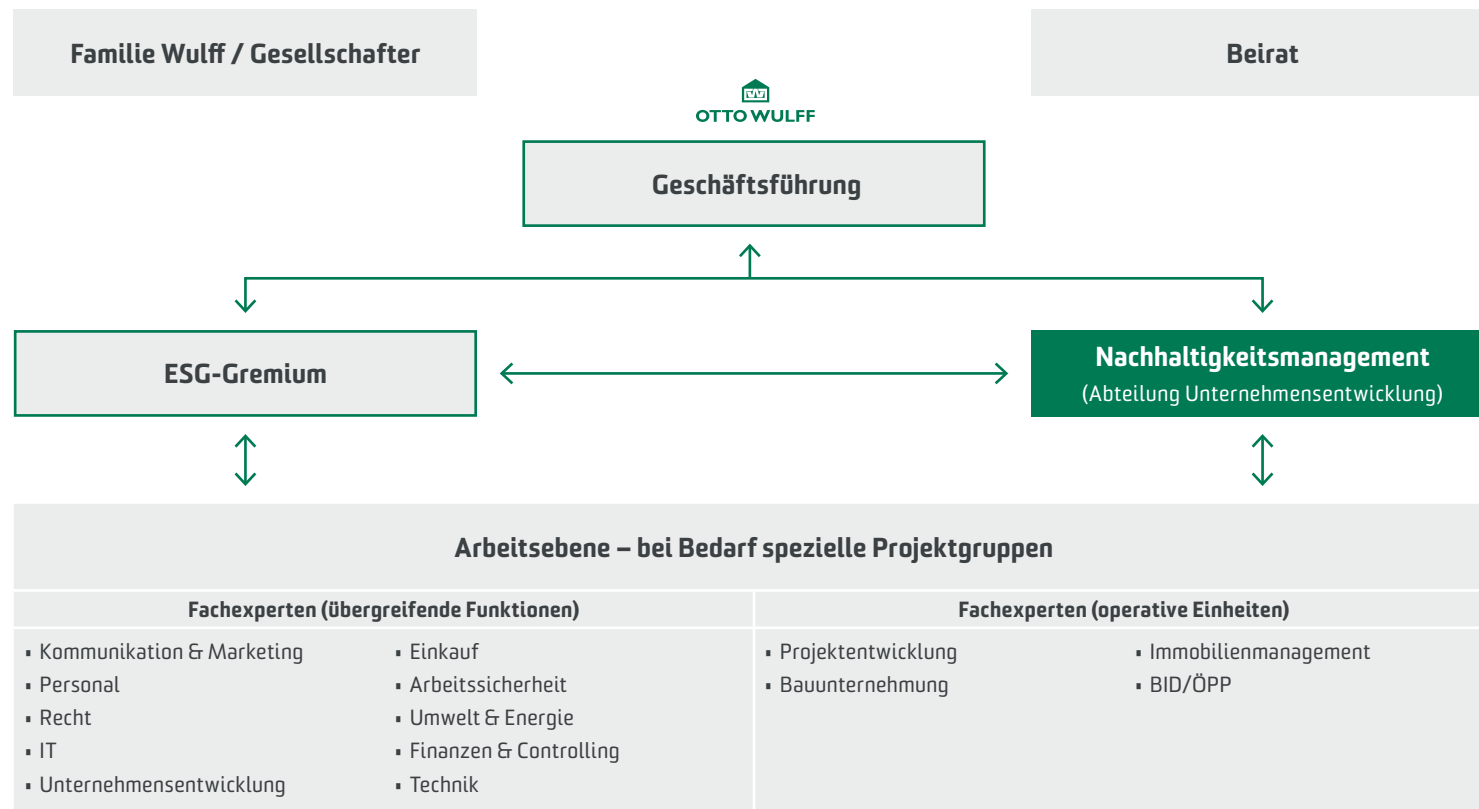 Familie Wulff / Gesellschafter
Beirat
OTTO WULFF
Geschäftsführung
ESG-Gremium
Nachhaltigkeitsmanagement
(Abteilung Unternehmensentwicklung)
Arbeitsebene – bei Bedarf spezielle Projektgruppen
Fachexperten (übergreifende Funktionen)
▪ Kommunikation & Marketing
▪ Personal
▪ Recht
▪ IT
▪ Unternehmensentwicklung
▪ Einkauf
▪ Arbeitssicherheit
▪ Umwelt & Energie
▪ Finanzen & Controlling
▪ Technik
Fachexperten (operative Einheiten)
▪ Projektentwicklung
▪ Bauunternehmung
▪ Immobilienmanagement
▪ BID/ÖPP